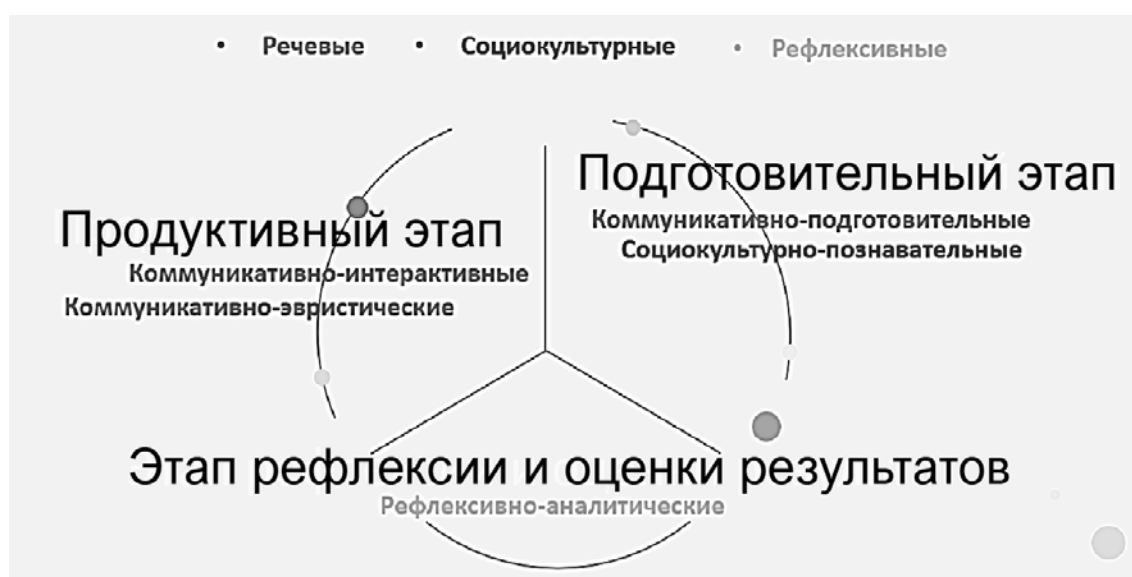 • Речевые • Социокультурные • Рефлексивные
Подготовительный этап
Коммуникативно-подготовительные
Социокультурно-познавательные
Продуктивный этап
Коммуникативно-интерактивные
Коммуникативно-эвристические
Этап рефлексии и оценки результатов
Рефлексивно-аналитические